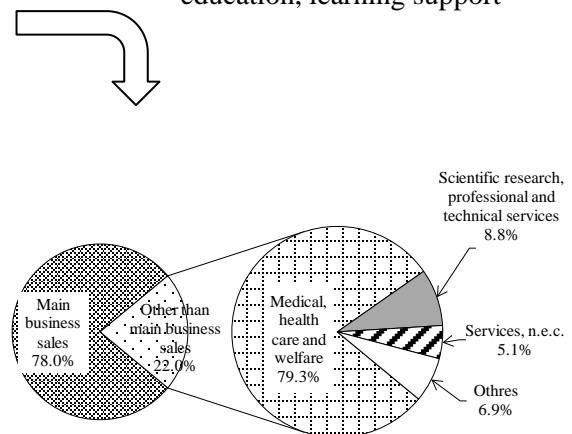 education, learning support
Scientific research,
professional and
technical services
8.8%
Main
business
sales
78.0%
Other than
main business
sales
22.0%
Medical,
health
care and
welfare
79.3%
Services, n.e.c.
5.1%
Othres
6.9%